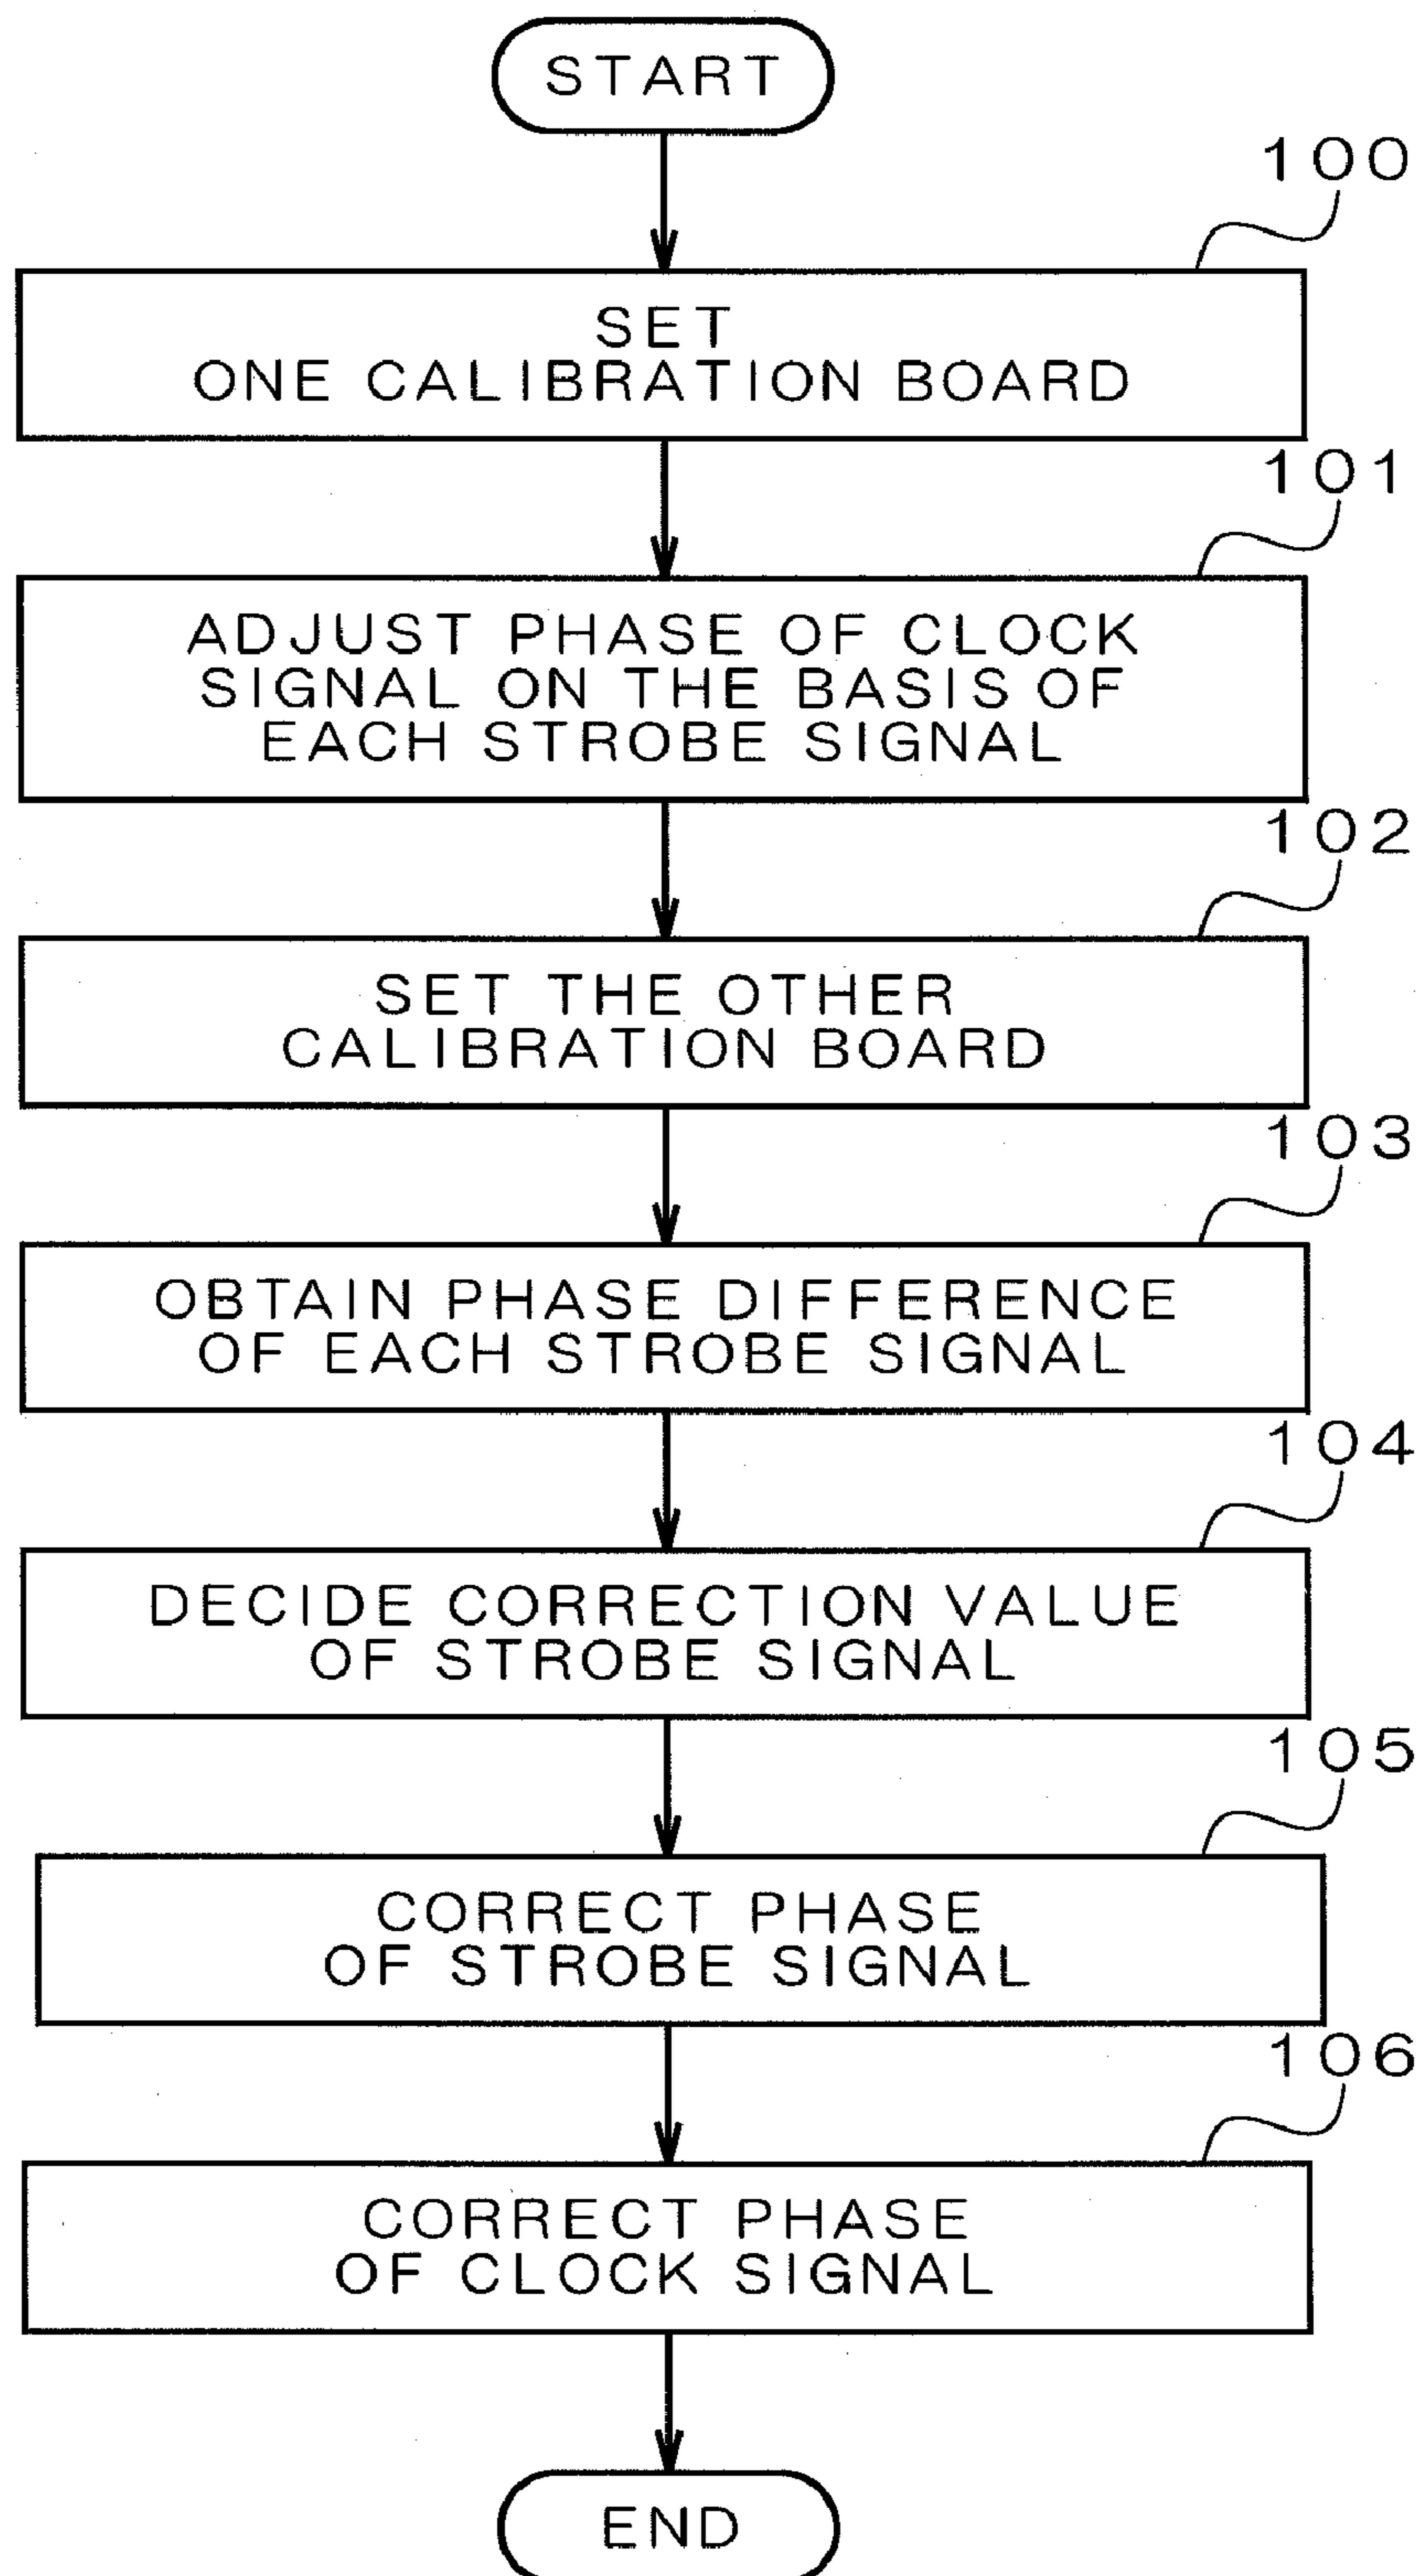 START
100
SET
ONE CALIBRATION BOARD
101
ADJUST PHASE OF CLOCK
SIGNAL ON THE BASIS OF
EACH STROBE SIGNAL
102
SET THE OTHER
CALIBRATION BOARD
103
OBTAIN PHASE DIFFERENCE
OF EACH STROBE SIGNAL
104
DECIDE CORRECTION VALUE
OF STROBE SIGNAL
105
CORRECT PHASE
OF STROBE SIGNAL
106
CORRECT PHASE
OF CLOCK SIGNAL
END